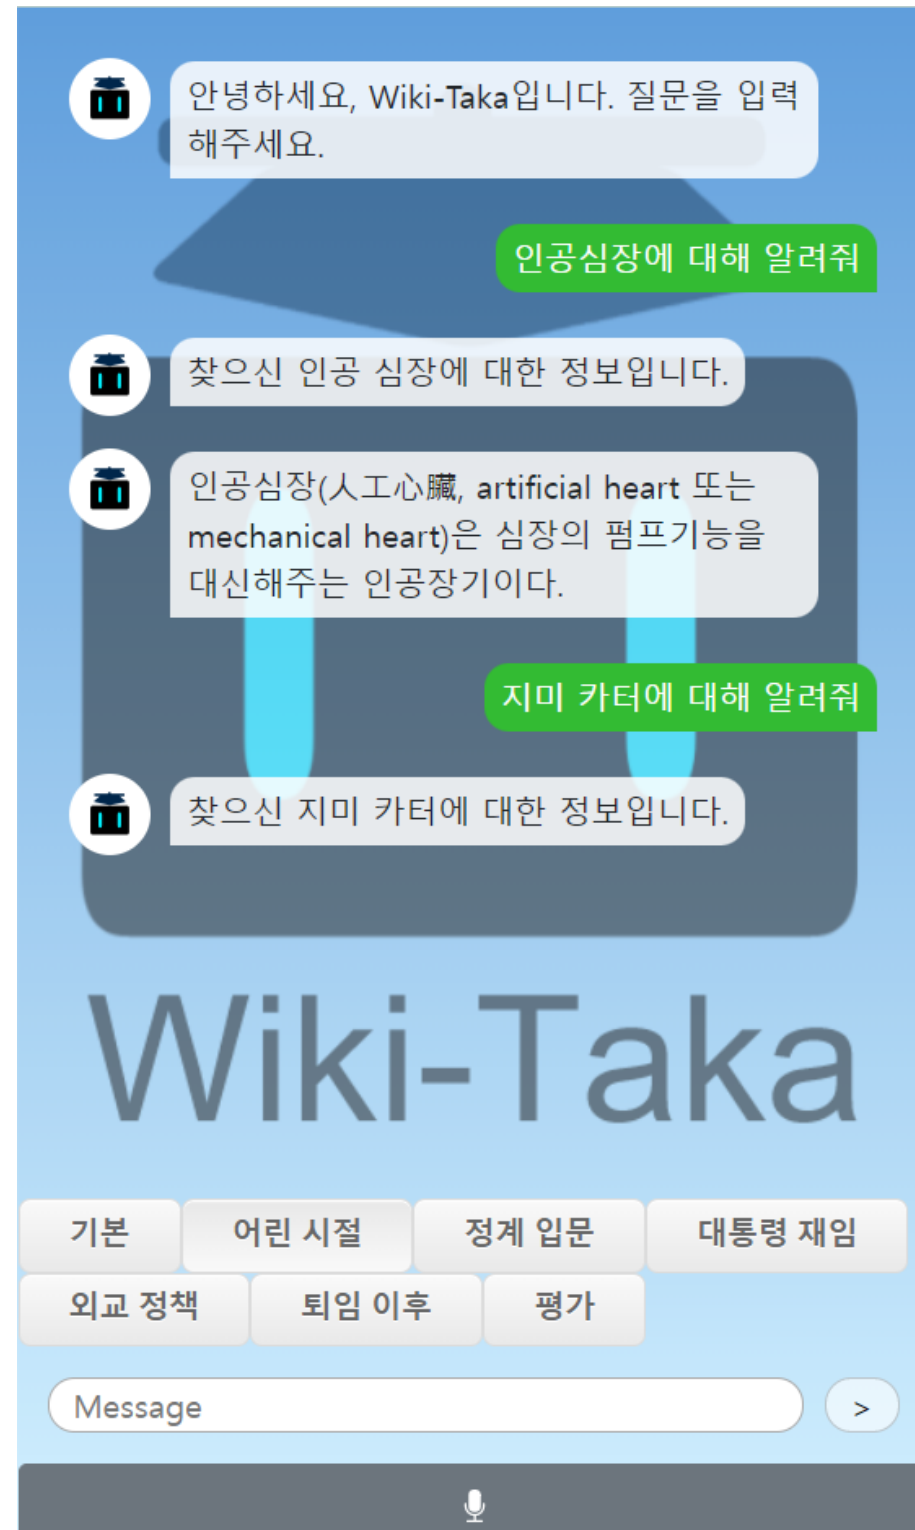 안녕하세요, Wiki-Taka입니다. 질문을 입력
해주세요.
인공심장에 대해 알려줘
찾으신 인공 심장에 대한 정보입니다.
인공심장(人工心臟, artificial heart 또는
mechanical heart)은 심장의 펌프기능을
대신해주는 인공장기이다.
지미 카터에 대해 알려줘
찾으신 지미 카터에 대한 정보입니다.
Wiki-Taka
기본 어린 시절 정계 입문 대통령 재임
외교 정책 퇴임 이후 평가
Message >